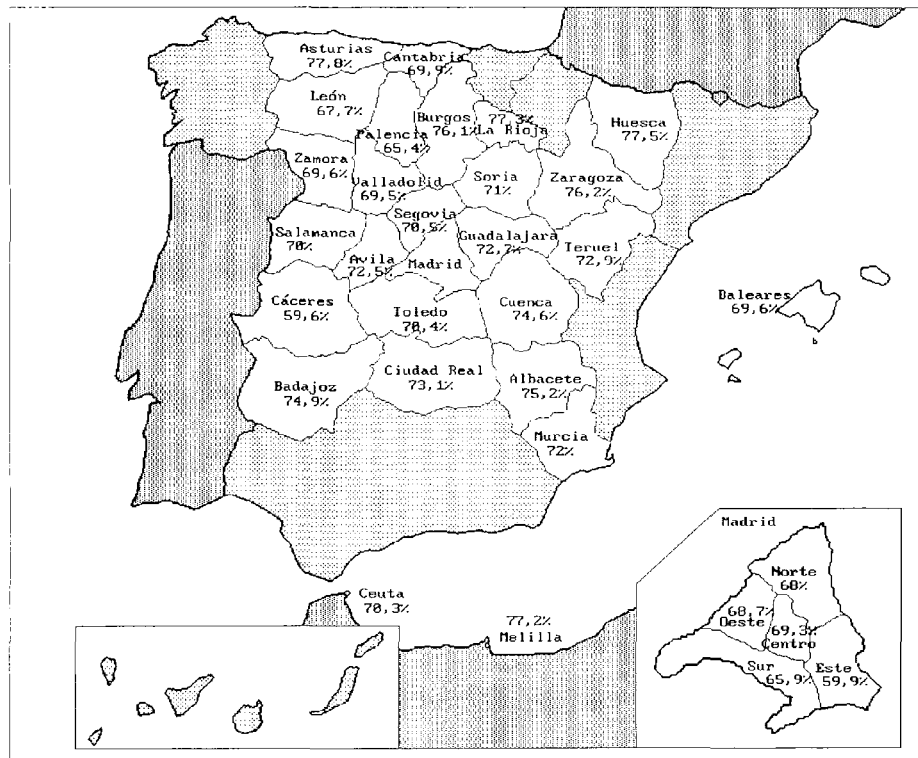 Asturias
77,8%
Cantabria
69,9%
León
67,7%
Palencia
65,4%
Burgos
76,1%
77,3%
La Rioja
Huesca
77,5%
Zamora
69,6%
Valladolid
69,5%
Soria
71%
Zaragoza
76,2%
Segovia
70,5%
Salamanca
70%
Avila
72,5%
Madrid
Guadalajara
72,7%
Teruel
72,9%
Cáceres
59,6%
Toledo
70,4%
Cuenca
74,6%
Baleares
69,6%
Badajoz
74,9%
Ciudad Real
73,1%
Albacete
75,2%
Murcia
72%
Ceuta
70,3%
77,2%
Melilla
Madrid
Norte
68%
68,7%
Oeste
69,3%
Centro
Sur
65,9%
Este
59,9%